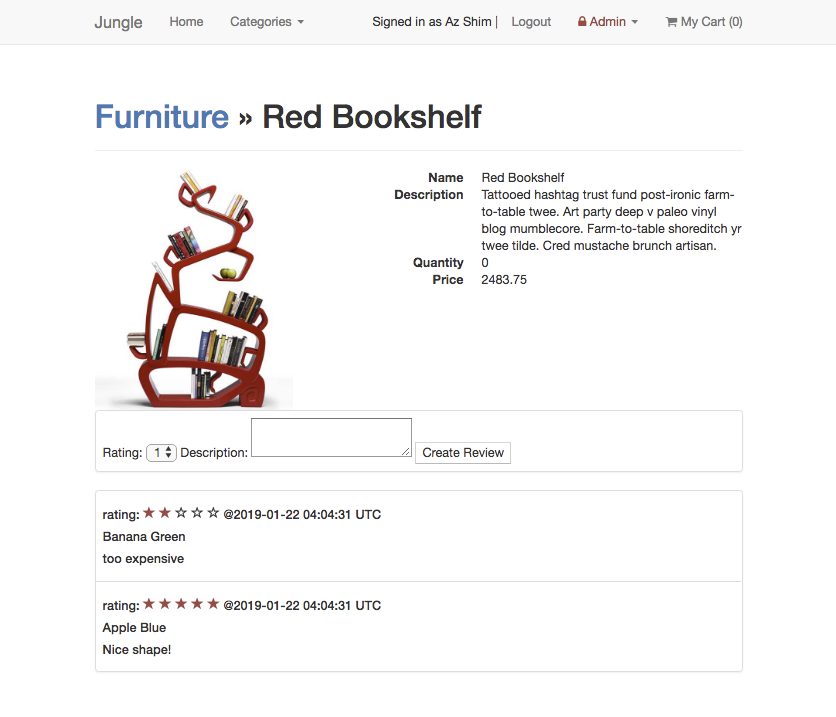 Jungle Home Categories Signed in as Az Shim | Logout Admin My Cart (0)
Furniture » Red Bookshelf
Name Red Bookshelf
Description Tattooed hashtag trust fund post-ironic farm-
to-table twee. Art party deep v paleo vinyl
blog mumblecore. Farm-to-table shoreditch yr
twee tilde. Cred mustache brunch artisan.
Quantity 0
Price 2483.75
Rating: 1 Description: Create Review
rating: ★ ★ ☆ ☆ ☆ @2019-01-22 04:04:31 UTC
Banana Green
too expensive
rating: ★ ★ ★ ★ ★ @2019-01-22 04:04:31 UTC
Apple Blue
Nice shape!